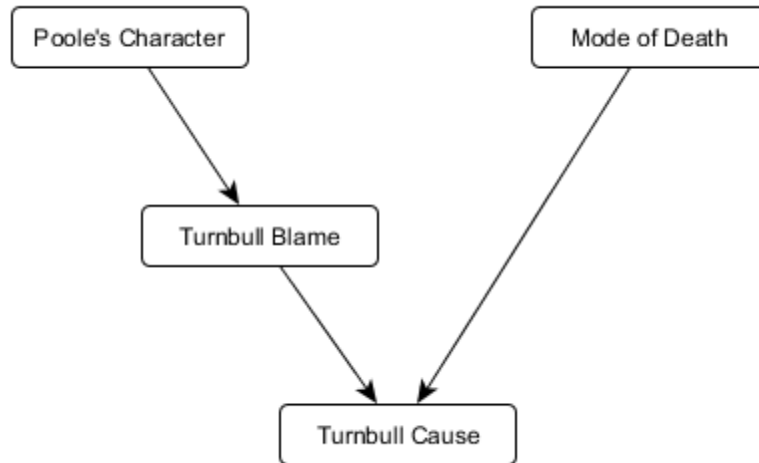 Poole's Character
Mode of Death
Turnbull Blame
Turnbull Cause